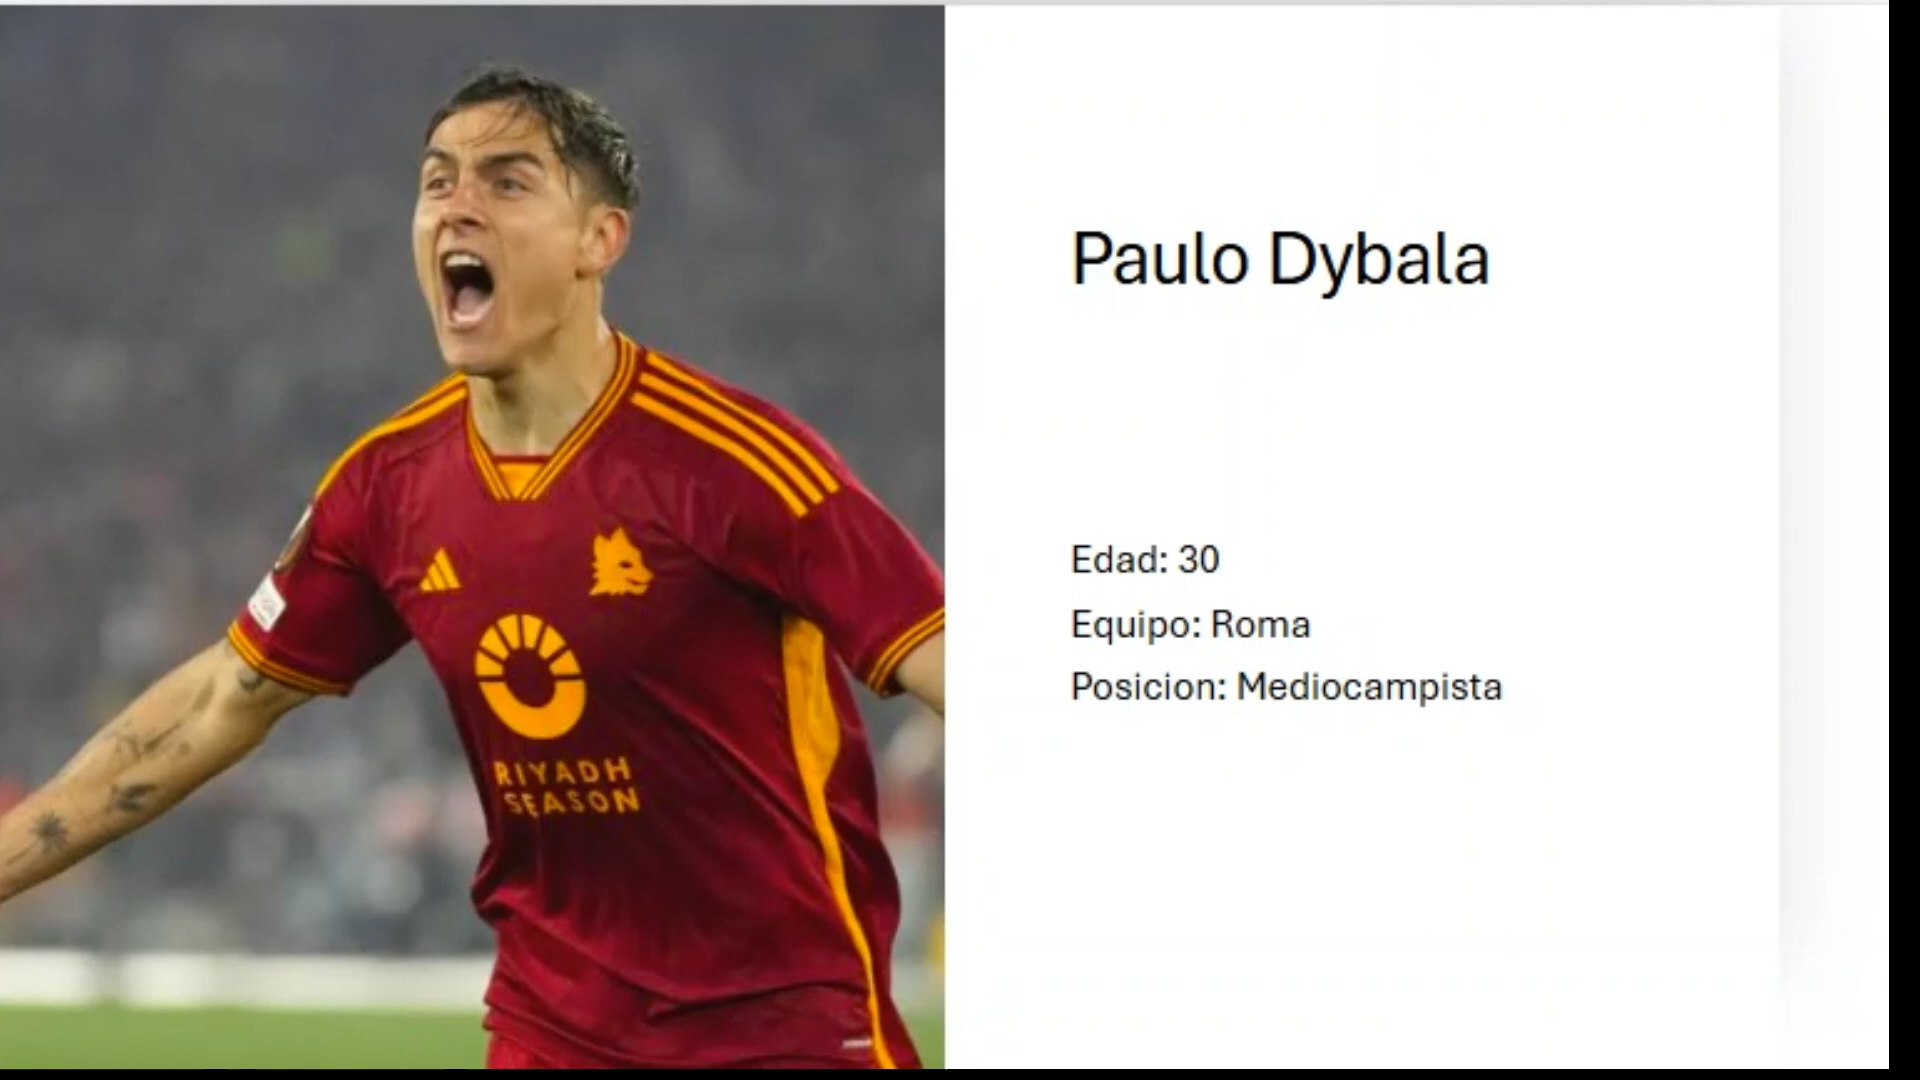 Paulo Dybala
Edad: 30
Equipo: Roma
Posicion: Mediocampista
RIYADH
SEASON